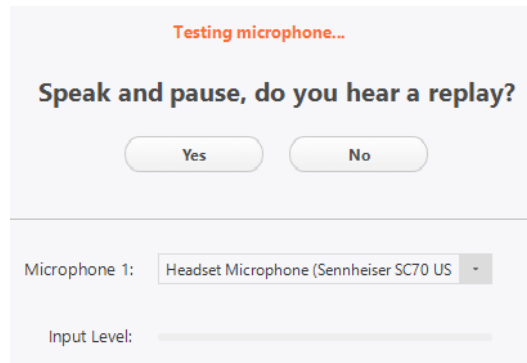 Testing microphone...
Speak and pause, do you hear a replay?
Yes
No
Microphone 1:
Headset Microphone (Sennheiser SC70 US
Input Level: